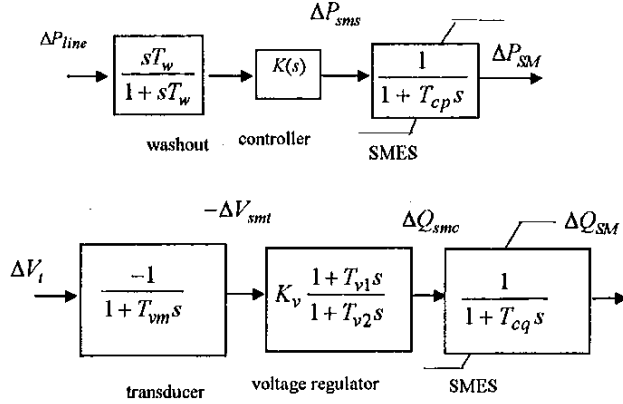 ΔP_sms
ΔP_line
sT_w
1 + sT_w
K(s)
1
1 + T_cp s
ΔP_SM
washout controller
SMES
−ΔV_smt
ΔQ_smc
ΔQ_SM
ΔV_t
−1
1 + T_vm s
K_v
1 + T_v1 s
1 + T_v2 s
1
1 + T_cq s
transducer
voltage regulator
SMES